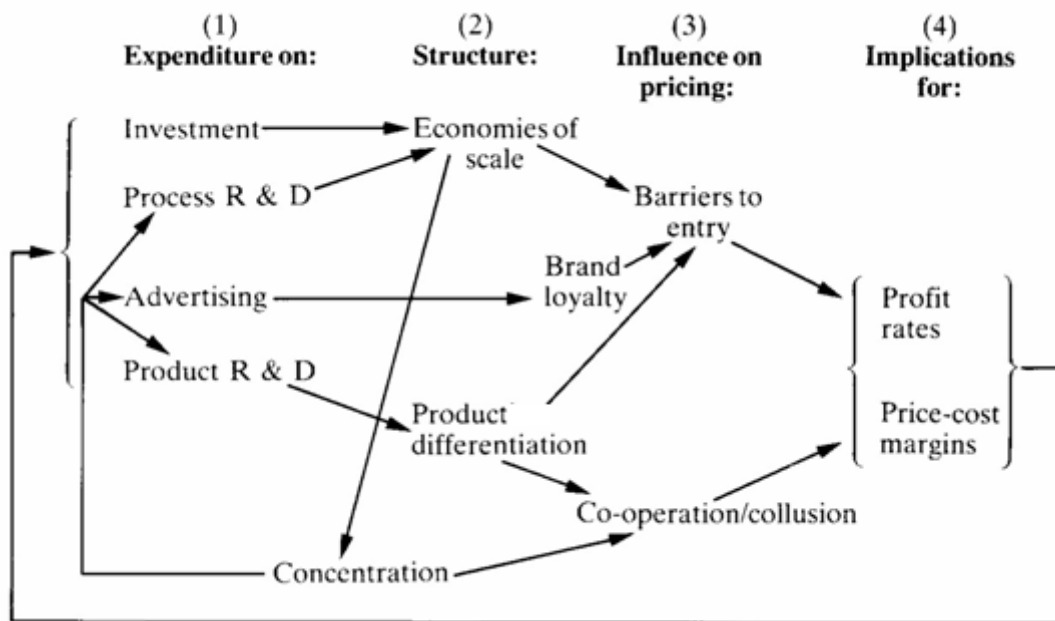 (1)
Expenditure on:
(2)
Structure:
(3)
Influence on
pricing:
(4)
Implications
for:
Investment
Process R & D
Advertising
Product R & D
Economies of
scale
Brand
loyalty
Product
differentiation
Concentration
Barriers to
entry
Co-operation/collusion
Profit
rates
Price-cost
margins